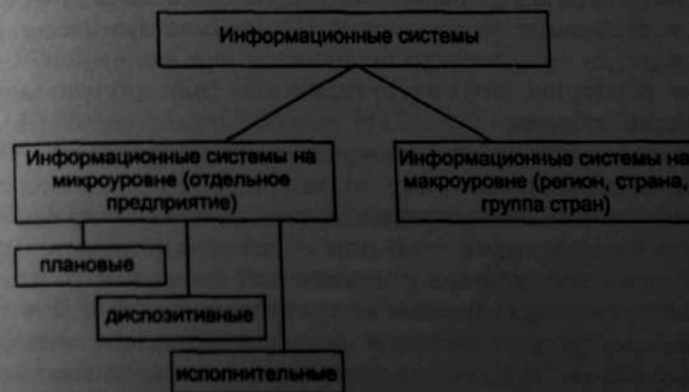 Информационные системы
Информационные системы на
микроуровне (отдельное
предприятие)
Информационные системы на
макроуровне (регион, страна,
группа стран)
плановые
диспозитивные
исполнительные